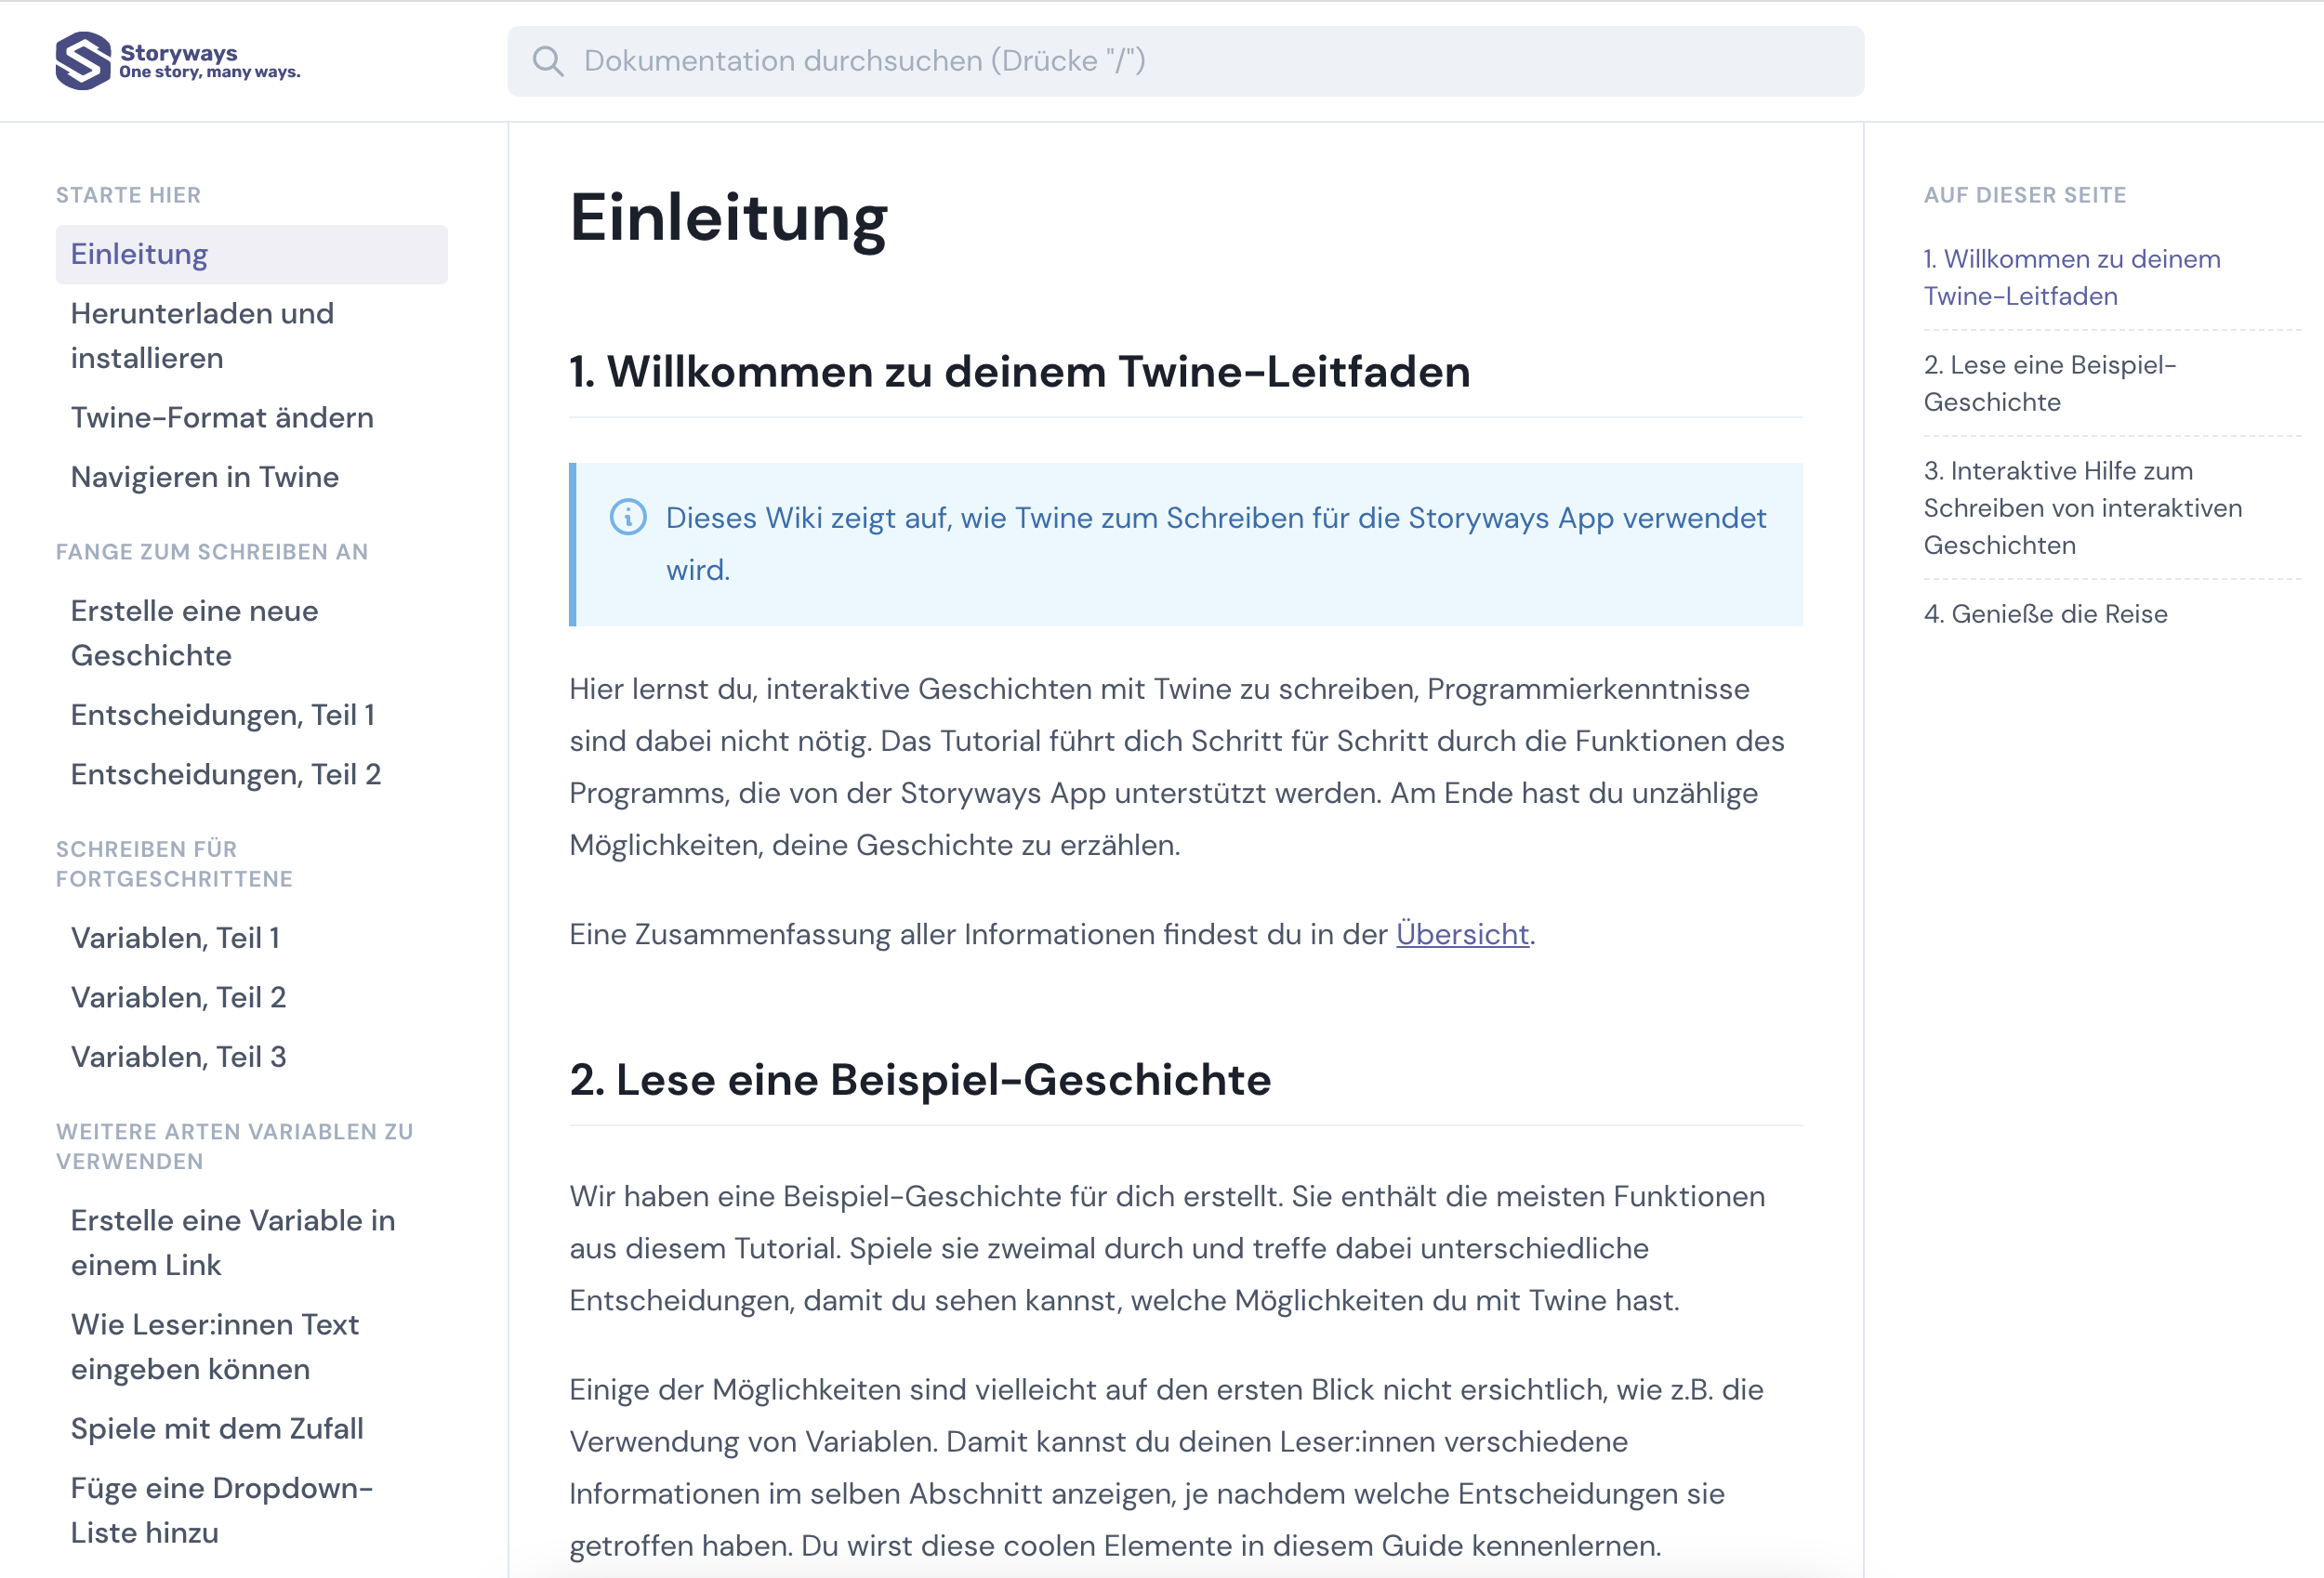 Storyways
One story, many ways.
Dokumentation durchsuchen (Drücke "/")
STARTE HIER
Einleitung
Herunterladen und
installieren
Twine-Format ändern
Navigieren in Twine
FANGE ZUM SCHREIBEN AN
Erstelle eine neue
Geschichte
Entscheidungen, Teil 1
Entscheidungen, Teil 2
SCHREIBEN FÜR
FORTGESCHRITTENE
Variablen, Teil 1
Variablen, Teil 2
Variablen, Teil 3
WEITERE ARTEN VARIABLEN ZU
VERWENDEN
Erstelle eine Variable in
einem Link
Wie Leser:innen Text
eingeben können
Spiele mit dem Zufall
Füge eine Dropdown-
Liste hinzu
Einleitung
1. Willkommen zu deinem Twine-Leitfaden
Dieses Wiki zeigt auf, wie Twine zum Schreiben für die Storyways App verwendet
wird.
Hier lernst du, interaktive Geschichten mit Twine zu schreiben, Programmierkenntnisse
sind dabei nicht nötig. Das Tutorial führt dich Schritt für Schritt durch die Funktionen des
Programms, die von der Storyways App unterstützt werden. Am Ende hast du unzählige
Möglichkeiten, deine Geschichte zu erzählen.
Eine Zusammenfassung aller Informationen findest du in der Übersicht.
2. Lese eine Beispiel-Geschichte
Wir haben eine Beispiel-Geschichte für dich erstellt. Sie enthält die meisten Funktionen
aus diesem Tutorial. Spiele sie zweimal durch und treffe dabei unterschiedliche
Entscheidungen, damit du sehen kannst, welche Möglichkeiten du mit Twine hast.
Einige der Möglichkeiten sind vielleicht auf den ersten Blick nicht ersichtlich, wie z.B. die
Verwendung von Variablen. Damit kannst du deinen Leser:innen verschiedene
Informationen im selben Abschnitt anzeigen, je nachdem welche Entscheidungen sie
getroffen haben. Du wirst diese coolen Elemente in diesem Guide kennenlernen.
AUF DIESER SEITE
1. Willkommen zu deinem
Twine-Leitfaden
2. Lese eine Beispiel-
Geschichte
3. Interaktive Hilfe zum
Schreiben von interaktiven
Geschichten
4. Genieße die Reise